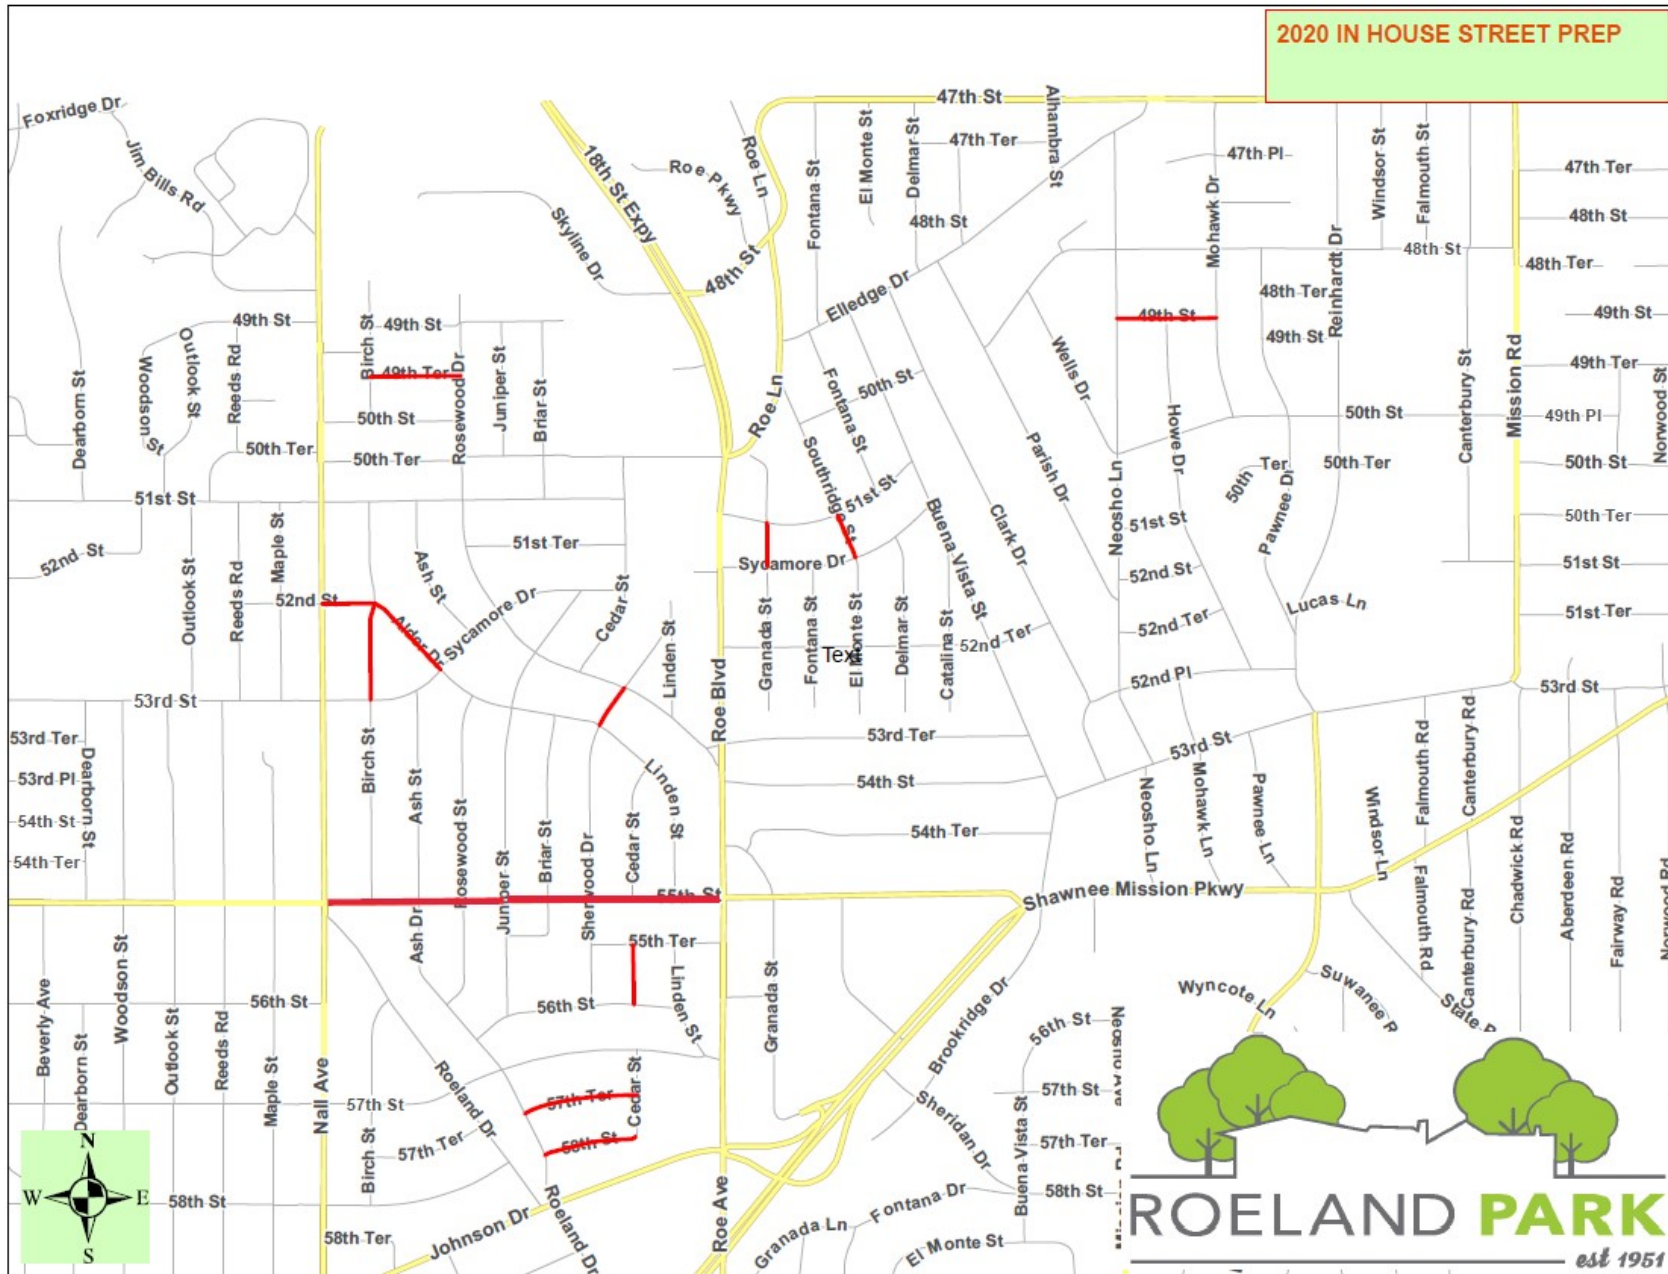 2020 IN HOUSE STREET PREP
47th St
Foxridge Dr
Jim Bills Rd
18th St Expy
Roe Pkwy
Roe Ln
Fontana St
El Monte St
Delmar St
47th Ter
Alhambra St
47th Pl
Mohawk Dr
Windsor St
Falmouth St
47th Ter
48th St
48th St
48th St
48th Ter
Skyline Dr
48th St
Elledge Dr
48th Ter
Reinhardt Dr
49th St
49th St
49th St
49th St
49th St
49th Ter
Dearborn St
Woodson St
Outlook St
Reeds Rd
Birch St
49th Ter
Rosewood Dr
Juniper St
Briar St
Roe Ln
Fontana St
50th St
Wells Dr
Howe Dr
50th St
Canterbury St
Mission Rd
49th Pl
Norwood St
50th St
50th Ter
50th Ter
Southridge St
Parish Dr
Neosho Ln
50th Ter
50th Ter
50th St
51st St
51st St
Buena Vista St
Clark Dr
51st St
Pawnee Dr
50th Ter
52nd St
Outlook St
Reeds Rd
Maple St
Ash St
51st Ter
Sycamore Dr
51st St
52nd St
52nd St
Alder Dr
Sycamore Dr
Cedar St
Linden St
Granada St
Fontana St
El Monte St
Delmar St
Catalina St
Text
52nd Ter
52nd Ter
Lucas Ln
51st Ter
53rd St
Roe Blvd
52nd Pl
53rd St
53rd Ter
53rd Ter
53rd St
53rd Pl
54th St
54th Ter
Dearborn St
Birch St
Ash St
Rosewood St
Juniper St
Briar St
Sherwood Dr
Cedar St
Linden St
54th St
54th Ter
Neosho Ln
Mohawk Ln
Pawnee Ln
Windsor Ln
Falmouth Rd
Canterbury Rd
Chadwick Rd
Aberdeen Rd
Fairway Rd
Norwood Rd
55th St
Shawnee Mission Pkwy
Ash Dr
55th Ter
Linden St
Falmouth Rd
Canterbury Rd
Beverly Ave
Woodson St
56th St
56th St
Granada St
Brookridge Dr
Wyncote Ln
Suwanee R
State
Dearborn St
Outlook St
Reeds Rd
Maple St
Nall Ave
Roeland Dr
Cedar St
56th St
Neosho Ave
57th St
57th Ter
57th St
Birch St
57th Ter
58th St
Sheridan Dr
Buena Vista St
57th Ter
58th St
58th St
58th Ter
Johnson Dr
Roeland Dr
Roe Ave
Granada Ln
Fontana Dr
El Monte St
N
W E
S
ROELAND PARK
est 1951